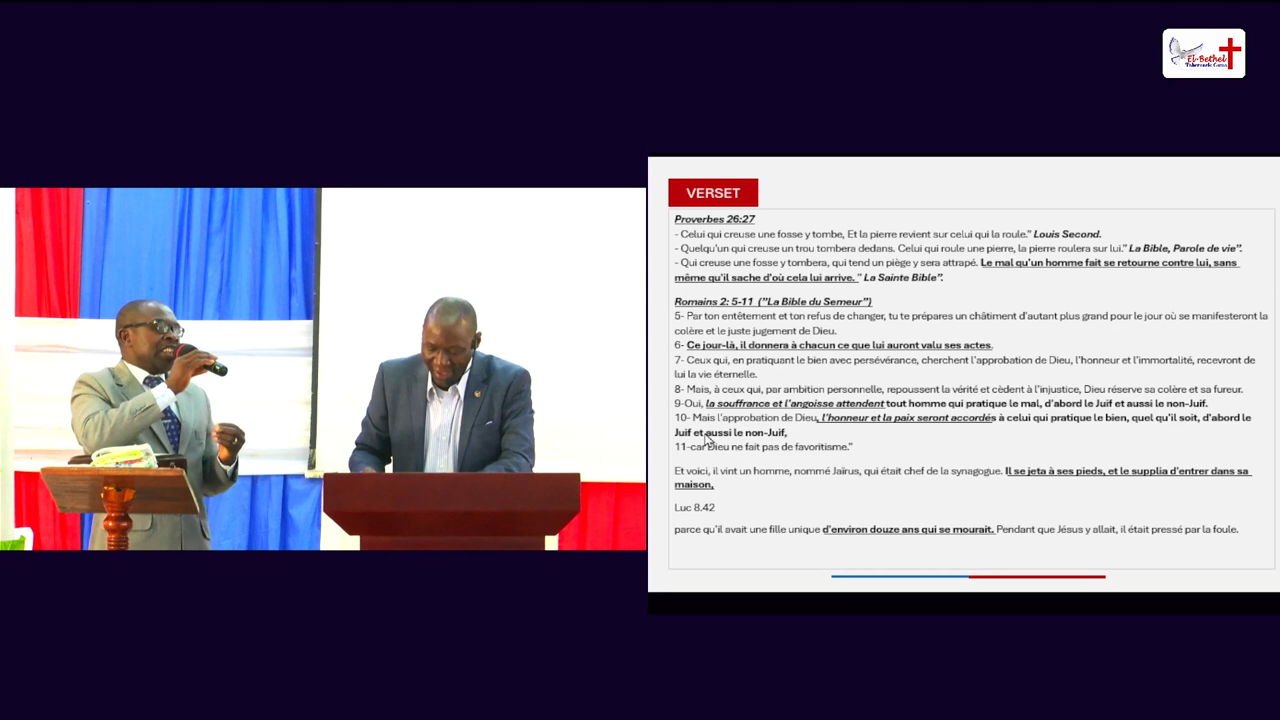 El-Bethel
VERSET
Proverbes 26:27
- Celui qui creuse une fosse y tombe, Et la pierre revient sur celui qui la roule.” Louis Second.
- Quelqu’un qui creuse un trou tombera dedans. Celui qui roule une pierre, la pierre roulera sur lui.” La Bible, Parole de vie”.
- Qui creuse une fosse y tombera, qui tend un piège y sera attrapé. Le mal qu’un homme fait se retourne contre lui, sans
même qu’il sache d’où cela lui arrive. ” La Sainte Bible”.
Romains 2: 5-11 (”La Bible du Semeur”)
5- Par ton entêtement et ton refus de changer, tu te prépares un châtiment d’autant plus grand pour le jour où se manifesteront la
colère et le juste jugement de Dieu.
6- Ce jour-là, il donnera à chacun ce que lui auront valu ses actes.
7- Ceux qui, en pratiquant le bien avec persévérance, cherchent l’approbation de Dieu, l’honneur et l’immortalité, recevront de
lui la vie éternelle.
8- Mais, à ceux qui, par ambition personnelle, repoussent la vérité et cèdent à l’injustice, Dieu réserve sa colère et sa fureur.
9-Oui, la souffrance et l’angoisse attendent tout homme qui pratique le mal, d’abord le Juif et aussi le non-Juif.
10- Mais l’approbation de Dieu, l’honneur et la paix seront accordés à celui qui pratique le bien, quel qu’il soit, d’abord le
Juif et aussi le non-Juif,
11-car Dieu ne fait pas de favoritisme.”
Et voici, il vint un homme, nommé Jaïrus, qui était chef de la synagogue. Il se jeta à ses pieds, et le supplia d’entrer dans sa
maison,
Luc 8.42
parce qu’il avait une fille unique d’environ douze ans qui se mourait. Pendant que Jésus y allait, il était pressé par la foule.